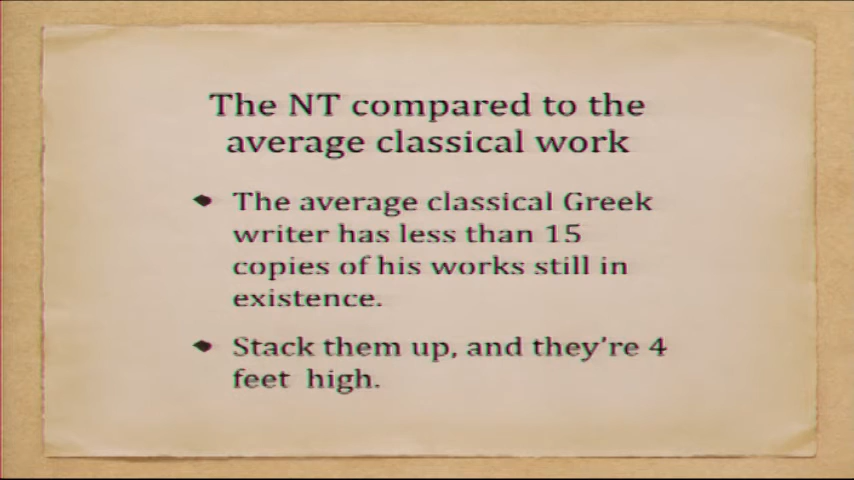 The NT compared to the
average classical work
The average classical Greek
writer has less than 15
copies of his works still in
existence.
Stack them up, and they're 4
feet high.